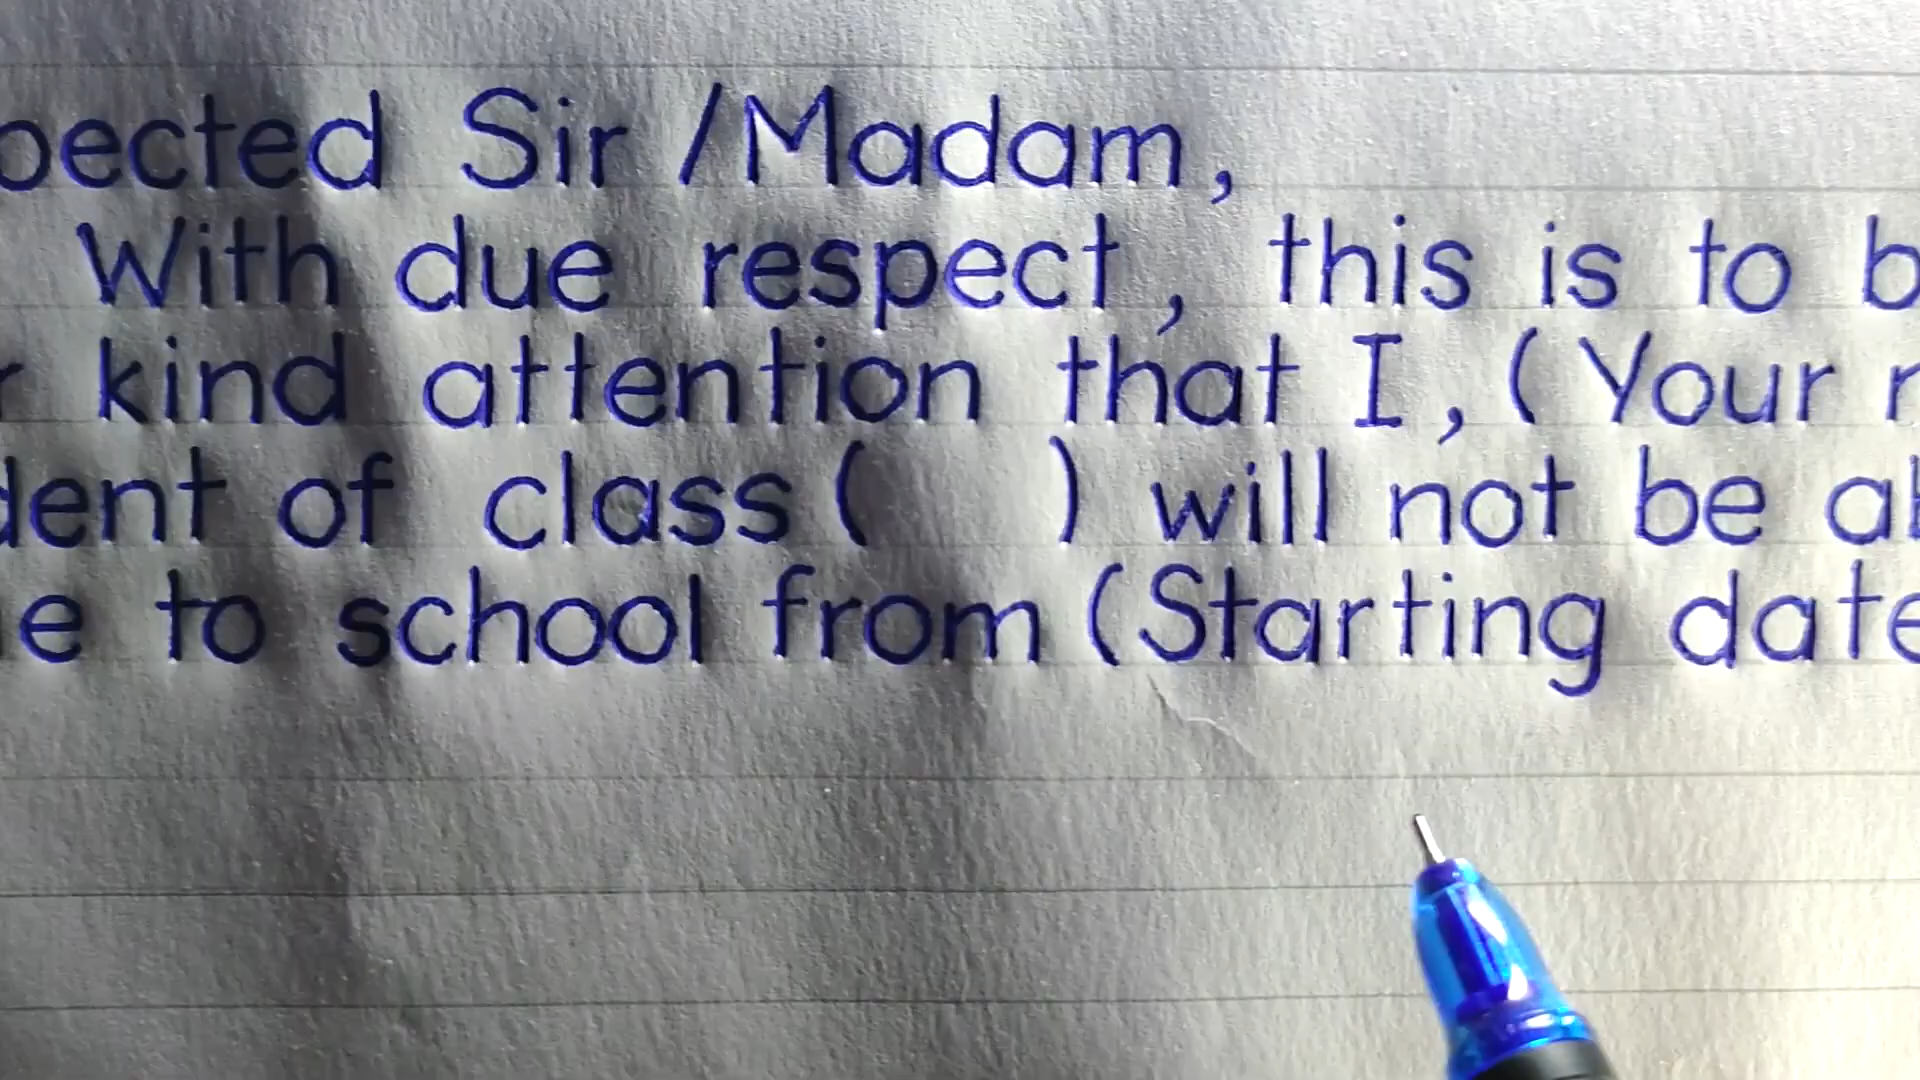 pected Sir /Madam,
With due respect, this is to b
r kind attention that I, (Your
dent of class (    ) will not be
e to school from (Starting date